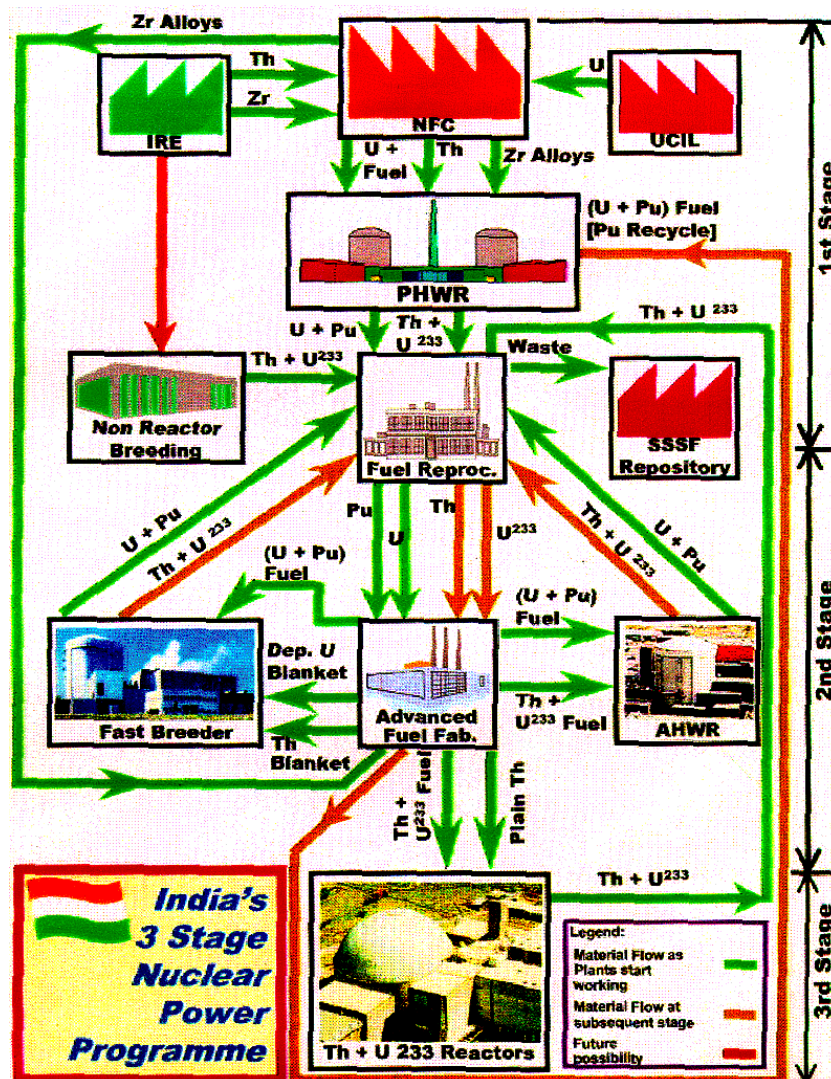 Zr Alloys
Th
Zr
IRE
NFC
U
UCIL
U +
Fuel
Th
Zr Alloys
(U + Pu) Fuel
[Pu Recycle]
PHWR
1st Stage
U + Pu
Th +
U 233
Th + U 233
Th + U233
Waste
Non Reactor
Breeding
Fuel Reproc.
SSSF
Repository
U + Pu
Th + U 233
Pu
U
Th
U233
Th + U 233
U + Pu
(U + Pu)
Fuel
(U + Pu)
Fuel
Dep. U
Blanket
Th
Blanket
Fast Breeder
Advanced
Fuel Fab.
Th +
U233 Fuel
AHWR
2nd Stage
Th +
U233 Fuel
Plain Th
Th + U233
India's
3 Stage
Nuclear
Power
Programme
Th + U 233 Reactors
Legend:
Material Flow as
Plants start
working
Material Flow at
subsequent stage
Future
possibility
3rd Stage